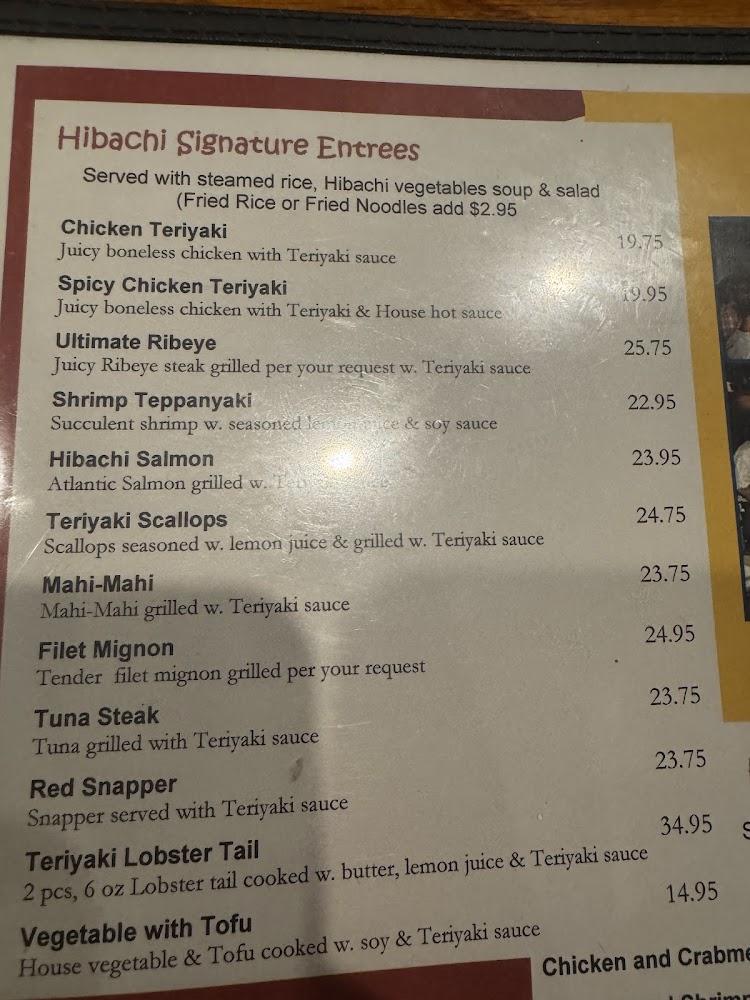 Hibachi Signature Entrees
Served with steamed rice, Hibachi vegetables soup & salad
(Fried Rice or Fried Noodles add $2.95
Chicken Teriyaki 19.75
Juicy boneless chicken with Teriyaki sauce
Spicy Chicken Teriyaki 19.95
Juicy boneless chicken with Teriyaki & House hot sauce
Ultimate Ribeye 25.75
Juicy Ribeye steak grilled per your request w. Teriyaki sauce
Shrimp Teppanyaki 22.95
Succulent shrimp w. seasoned lemon juice & soy sauce
Hibachi Salmon 23.95
Atlantic Salmon grilled w. Teriyaki sauce
Teriyaki Scallops 24.75
Scallops seasoned w. lemon juice & grilled w. Teriyaki sauce
Mahi-Mahi 23.75
Mahi-Mahi grilled w. Teriyaki sauce
Filet Mignon 24.95
Tender filet mignon grilled per your request
Tuna Steak 23.75
Tuna grilled with Teriyaki sauce
Red Snapper 23.75
Snapper served with Teriyaki sauce
Teriyaki Lobster Tail 34.95
2 pcs, 6 oz Lobster tail cooked w. butter, lemon juice & Teriyaki sauce
Vegetable with Tofu 14.95
House vegetable & Tofu cooked w. soy & Teriyaki sauce
Chicken and Crabme